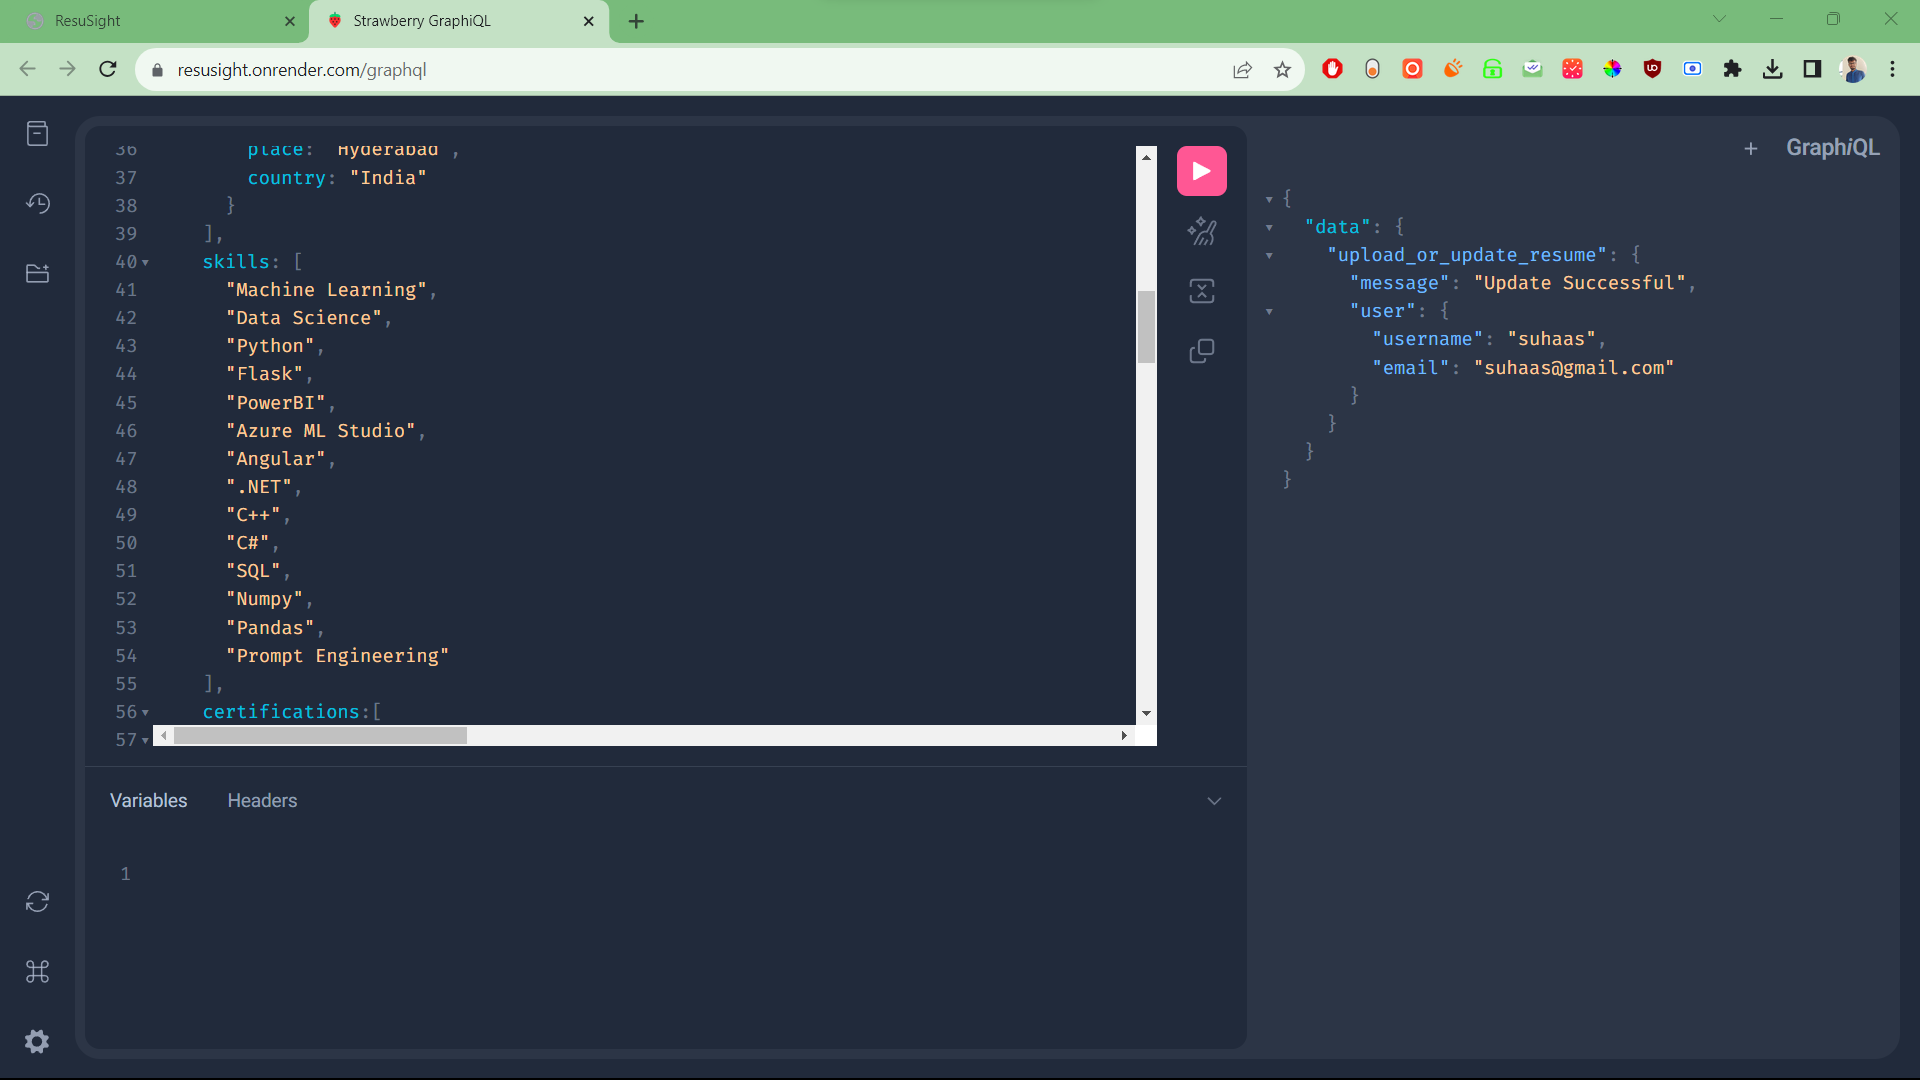 ResuSight
Strawberry GraphiQL
resusight.onrender.com/graphql
36 place: "Hyderabad",
37 country: "India"
38 }
39 ],
40 skills: [
41 "Machine Learning",
42 "Data Science",
43 "Python",
44 "Flask",
45 "PowerBI",
46 "Azure ML Studio",
47 "Angular",
48 ".NET",
49 "C++",
50 "C#",
51 "SQL",
52 "Numpy",
53 "Pandas",
54 "Prompt Engineering"
55 ],
56 certifications:[
57
Variables Headers
1
+ GraphiQL
{
"data": {
"upload_or_update_resume": {
"message": "Update Successful",
"user": {
"username": "suhaas",
"email": "suhaas@gmail.com"
}
}
}
}